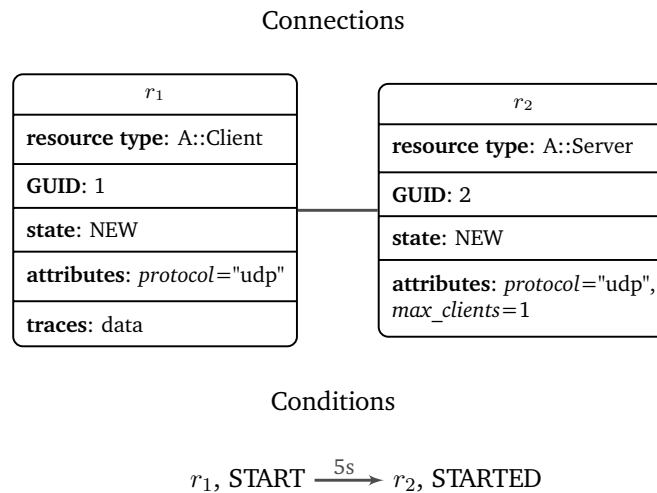 Connections
r₁
resource type: A::Client
GUID: 1
state: NEW
attributes: protocol="udp"
traces: data
r₂
resource type: A::Server
GUID: 2
state: NEW
attributes: protocol="udp",
max_clients=1
Conditions
r₁, START 5s r₂, STARTED